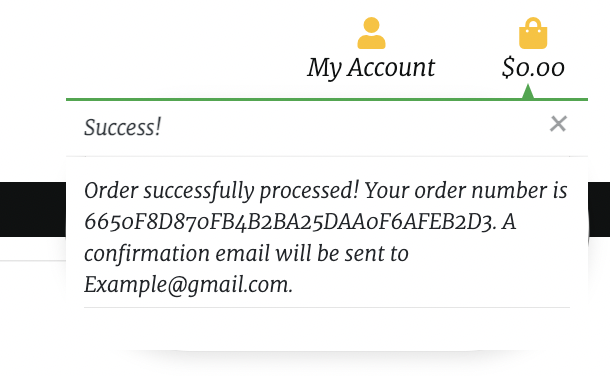 My Account
$0.00
Success!
Order successfully processed! Your order number is
6650F8D870FB4B2BA25DAA0F6AFEB2D3. A
confirmation email will be sent to
Example@gmail.com.